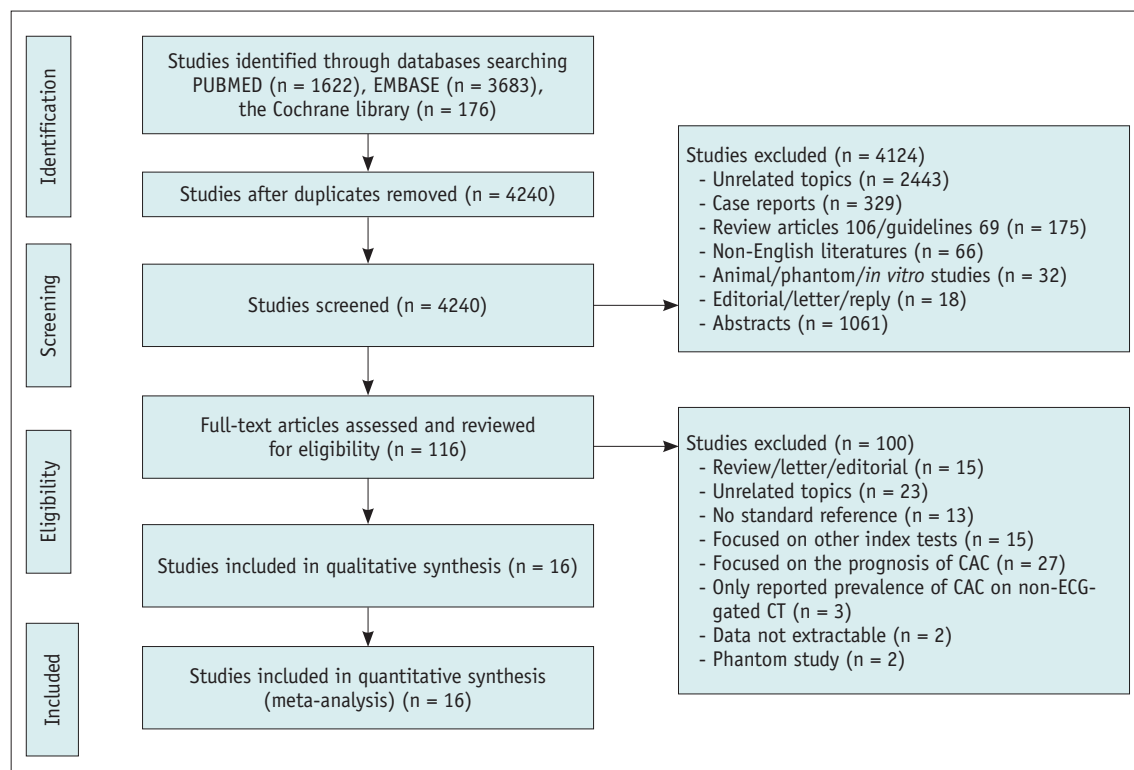 Identification
Studies identified through databases searching
PUBMED (n = 1622), EMBASE (n = 3683),
the Cochrane library (n = 176)
Studies after duplicates removed (n = 4240)
Screening
Studies screened (n = 4240)
Studies excluded (n = 4124)
- Unrelated topics (n = 2443)
- Case reports (n = 329)
- Review articles 106/guidelines 69 (n = 175)
- Non-English literatures (n = 66)
- Animal/phantom/in vitro studies (n = 32)
- Editorial/letter/reply (n = 18)
- Abstracts (n = 1061)
Eligibility
Full-text articles assessed and reviewed
for eligibility (n = 116)
Studies excluded (n = 100)
- Review/letter/editorial (n = 15)
- Unrelated topics (n = 23)
- No standard reference (n = 13)
- Focused on other index tests (n = 15)
- Focused on the prognosis of CAC (n = 27)
- Only reported prevalence of CAC on non-ECG-
gated CT (n = 3)
- Data not extractable (n = 2)
- Phantom study (n = 2)
Studies included in qualitative synthesis (n = 16)
Included
Studies included in quantitative synthesis
(meta-analysis) (n = 16)